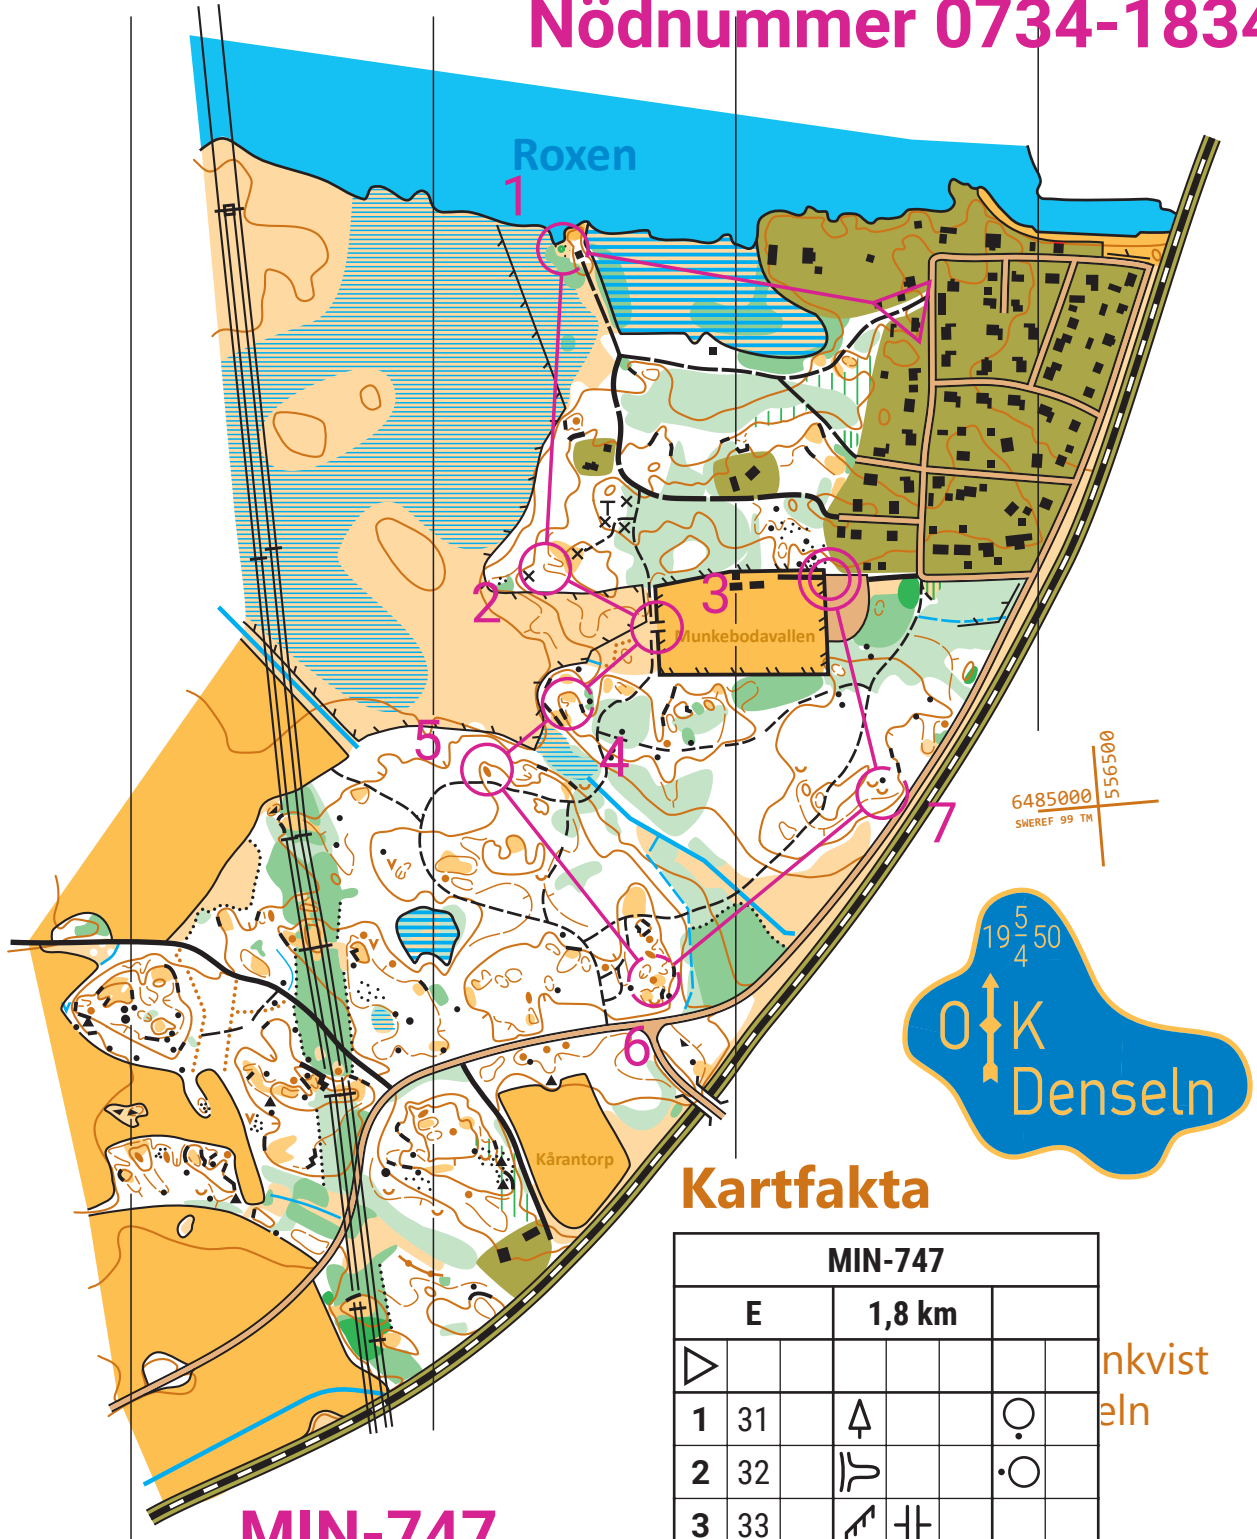 Nödnummer 0734-1834
Roxen
1
2
3
Munkebodavallen
5
4
7
6485000
556500
SWEREF 99 TM
19 5/4 50
O K
Denseln
6
Kårantorp
Kartfakta
MIN-747
E 1,8 km
nkvist
1 31
eln
2 32
3 33
MIN-747